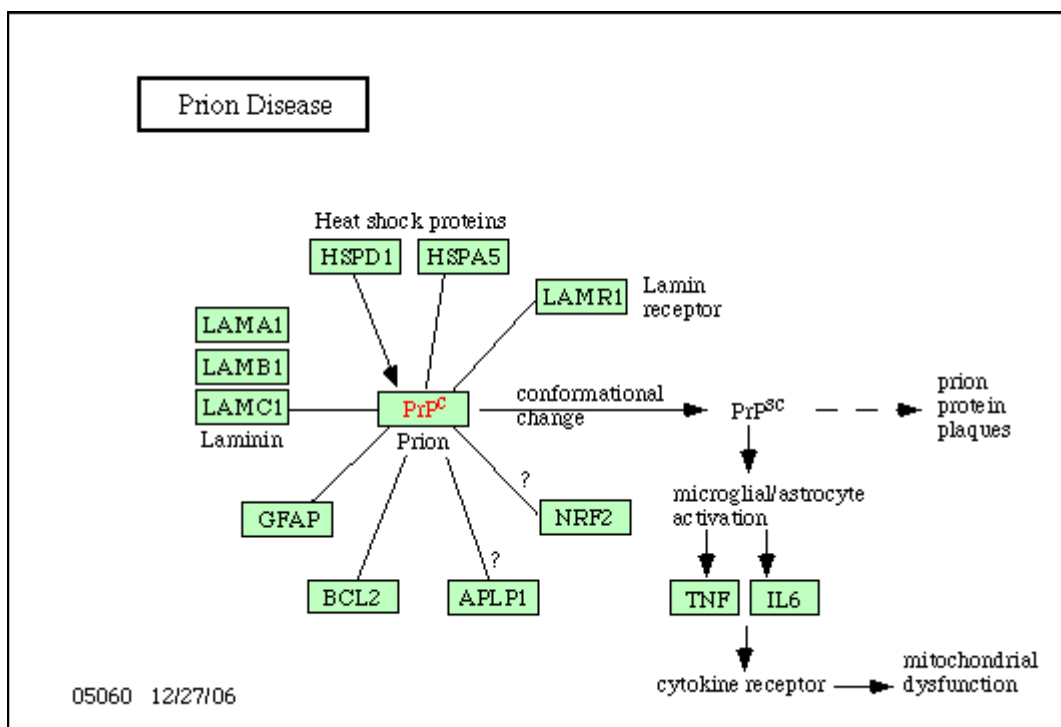 Prion Disease
Heat shock proteins
HSPD1
HSPA5
LAMR1
Lamin
receptor
LAMA1
LAMB1
LAMC1
Laminin
PrPC
Prion
conformational
change
PrPSC
prion
protein
plaques
?
GFAP
NRF2
microglial/astrocyte
activation
?
BCL2
APLP1
TNF
IL6
cytokine receptor
mitochondrial
dysfunction
05060 12/27/06